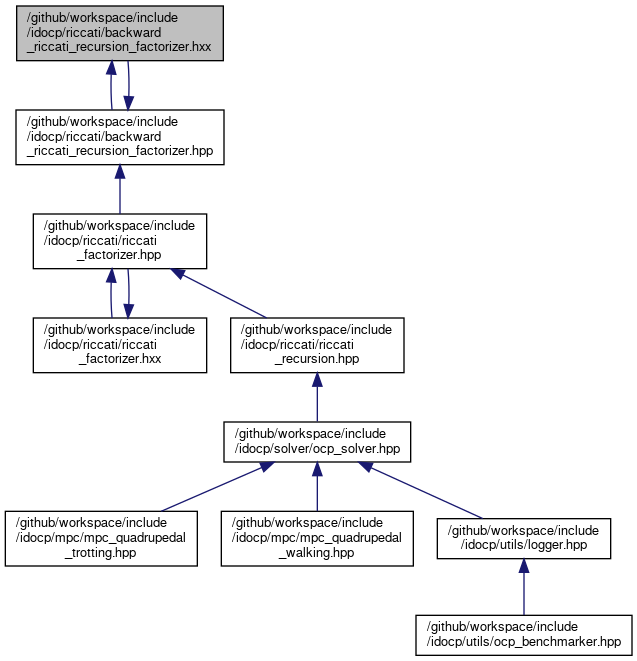 /github/workspace/include
/idocp/riccati/backward
_riccati_recursion_factorizer.hxx
/github/workspace/include
/idocp/riccati/backward
_riccati_recursion_factorizer.hpp
/github/workspace/include
/idocp/riccati/riccati
_factorizer.hpp
/github/workspace/include
/idocp/riccati/riccati
_factorizer.hxx
/github/workspace/include
/idocp/riccati/riccati
_recursion.hpp
/github/workspace/include
/idocp/solver/ocp_solver.hpp
/github/workspace/include
/idocp/mpc/mpc_quadrupedal
_trotting.hpp
/github/workspace/include
/idocp/mpc/mpc_quadrupedal
_walking.hpp
/github/workspace/include
/idocp/utils/logger.hpp
/github/workspace/include
/idocp/utils/ocp_benchmarker.hpp